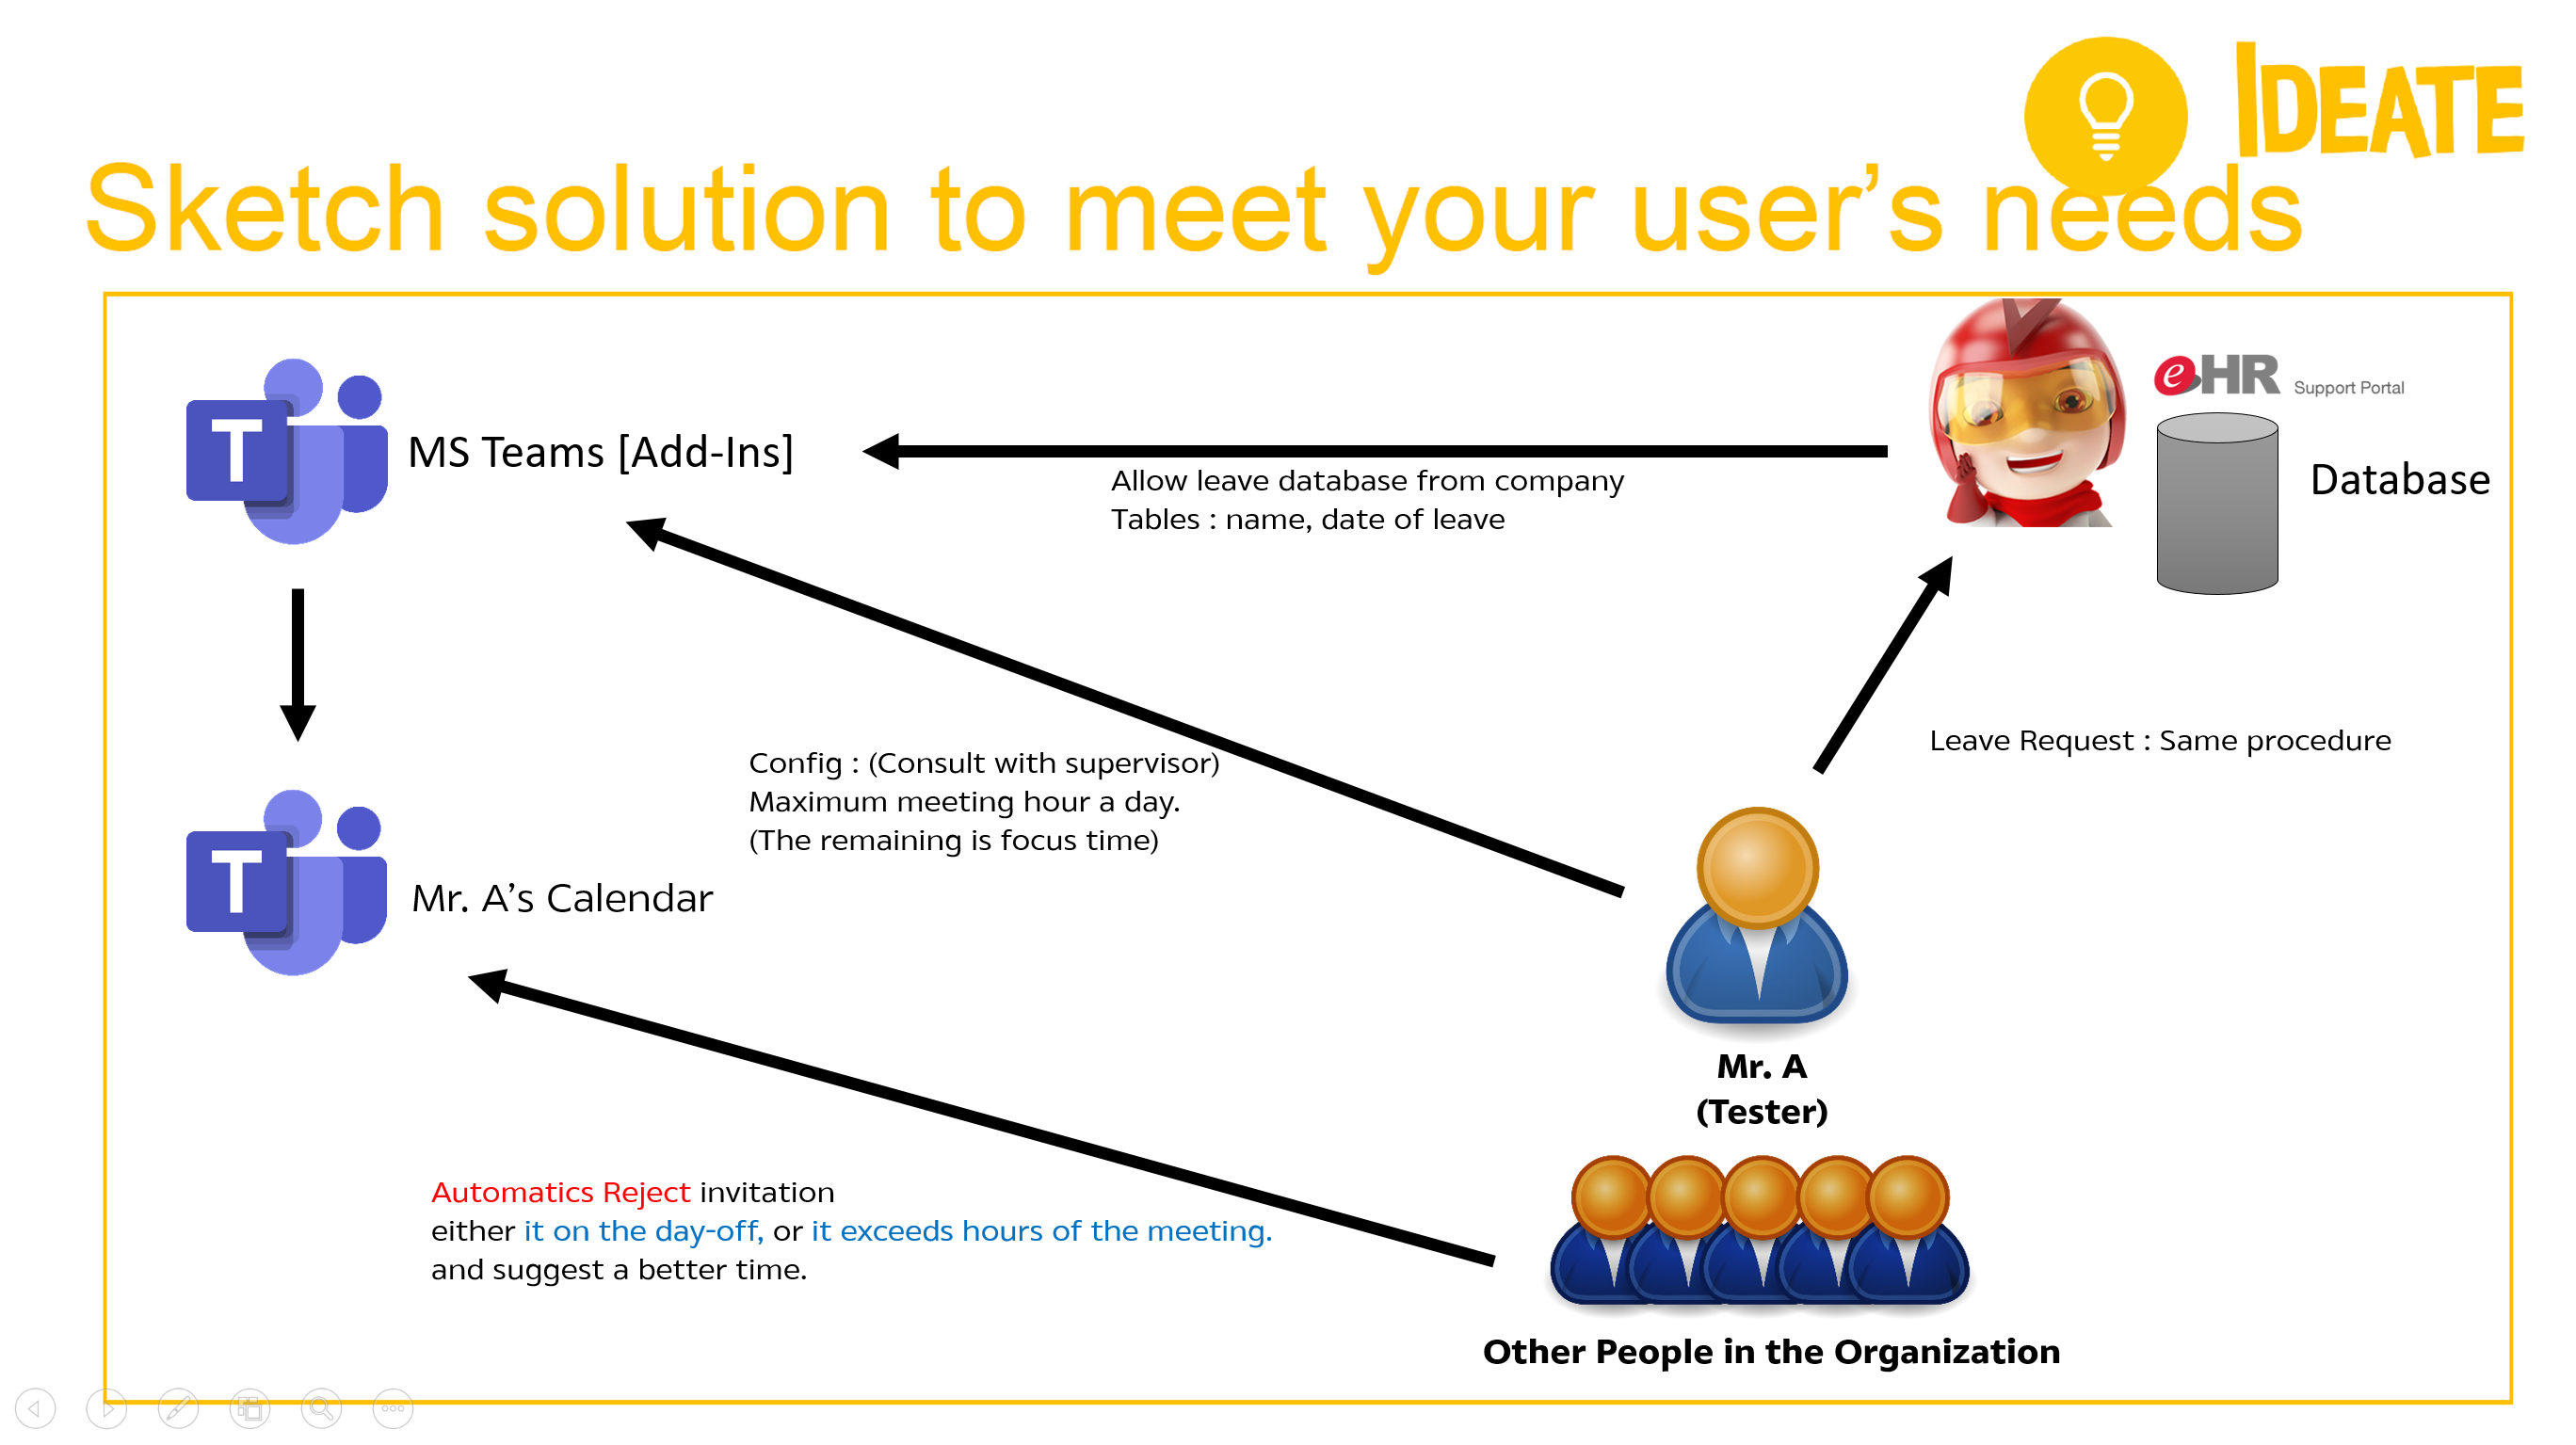 IDEATE
Sketch solution to meet your user's needs
eHR Support Portal
T
MS Teams [Add-Ins]
Database
Allow leave database from company
Tables : name, date of leave
Leave Request : Same procedure
Config : (Consult with supervisor)
Maximum meeting hour a day.
(The remaining is focus time)
T
Mr. A’s Calendar
Mr. A
(Tester)
Automatics Reject invitation
either it on the day-off, or it exceeds hours of the meeting.
and suggest a better time.
Other People in the Organization